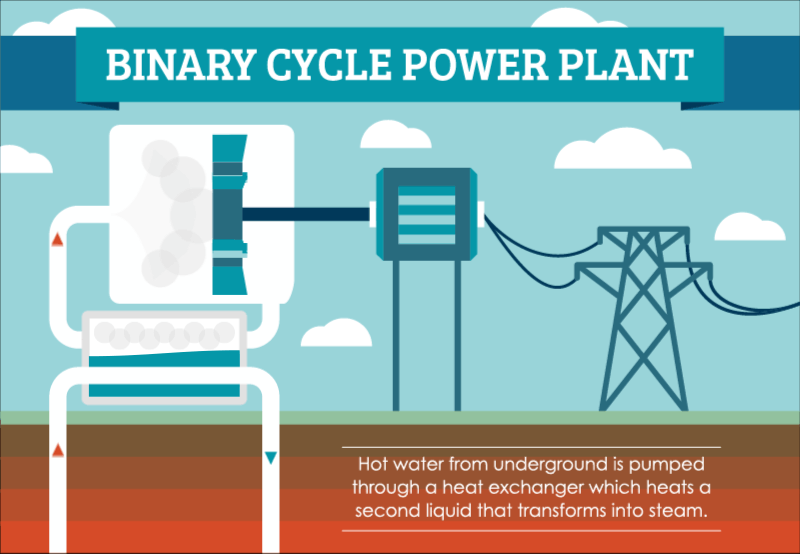 BINARY CYCLE POWER PLANT
Hot water from underground is pumped
through a heat exchanger which heats a
second liquid that transforms into steam.